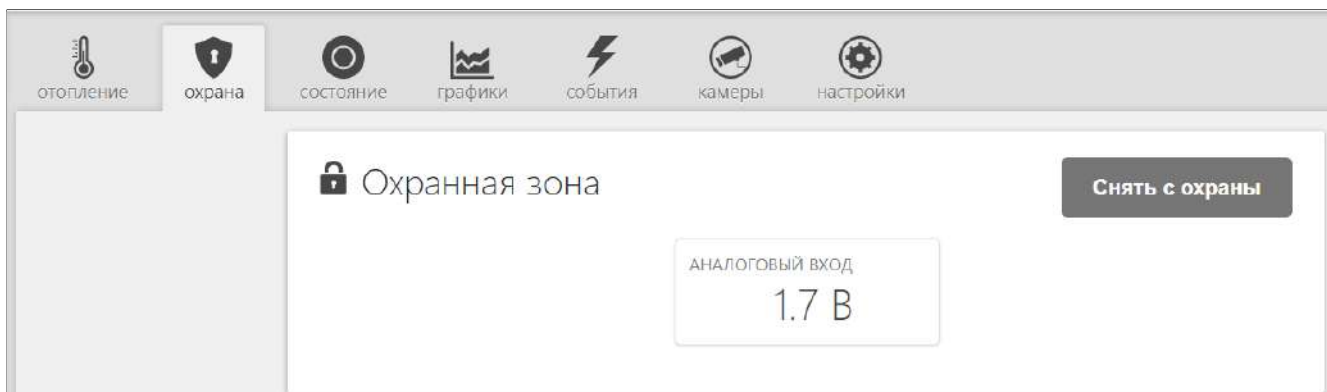 отопление охрана состояние графики события камеры настройки
Охранная зона
Снять с охраны
АНАЛОГОВЫЙ ВХОД
1.7 В